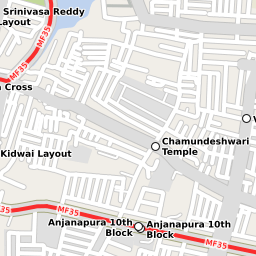 Srinivasa Reddy
Layout
MF35
MF35
Cross
V
Chamundeshwari
Temple
Kidwai Layout
MF35
MF35
Anjanapura 10th
Block
Anjanapura 10th
Block
MF35